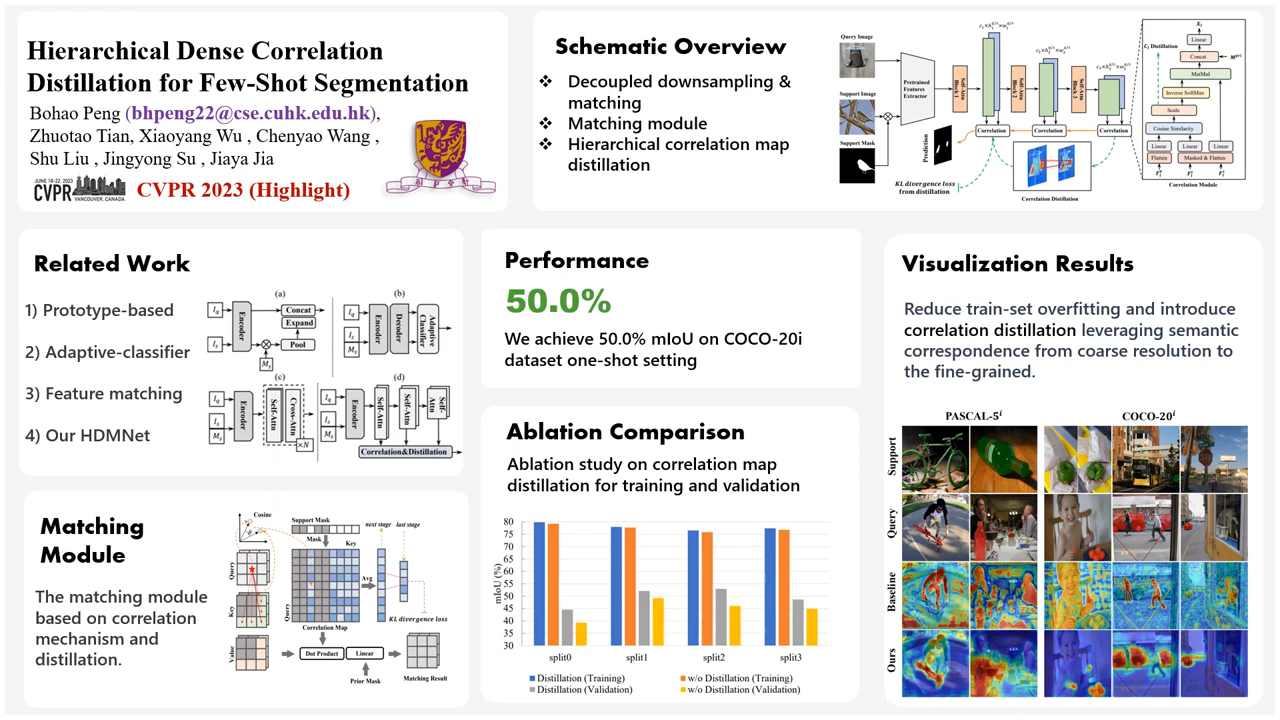 Hierarchical Dense Correlation
Distillation for Few-Shot Segmentation
Bohao Peng (bhpeng22@cse.cuhk.edu.hk),
Zhuotao Tian, Xiaoyang Wu , Chenyao Wang ,
Shu Liu , Jingyong Su , Jiaya Jia
JUNE 18-22, 2023
CVPR
VANCOUVER, CANADA
CVPR 2023 (Highlight)
Schematic Overview
❖ Decoupled downsampling &
matching
❖ Matching module
❖ Hierarchical correlation map
distillation
Query Image
Support Image
Support Mask
Pretrained
Features
Extractor
Self-Attn
Block 1
Self-Attn
Block 2
Self-Attn
Block 3
Correlation
Correlation
Correlation
Prediction
KL divergence loss
from distillation
Correlation Distillation
Linear
Concat
MatMul
Inverse SoftMax
Scale
Cosine Similarity
Linear
Linear
Linear
Flatten
Masked & Flatten
Correlation Module
Related Work
1) Prototype-based
2) Adaptive-classifier
3) Feature matching
4) Our HDMNet
(a)
Encoder
Concat
Expand
Pool
(b)
Encoder
Decoder
Adaptive
Classifier
(c)
Encoder
Self-Attn
Cross-Attn
×N
(d)
Encoder
Self-Attn
Self-Attn
Self-Attn
Correlation&Distillation
Performance
50.0%
We achieve 50.0% mIoU on COCO-20i
dataset one-shot setting
Visualization Results
Reduce train-set overfitting and introduce
correlation distillation leveraging semantic
correspondence from coarse resolution to
the fine-grained.
PASCAL-5ⁱ
COCO-20ⁱ
Support
Query
Baseline
Ours
Matching
Module
The matching module
based on correlation
mechanism and
distillation.
Cosine
Query
Key
Value
Support Mask
Mask
Key
Query
Correlation Map
Avg
next stage
last stage
KL divergence loss
Dot Product
Linear
Prior Mask
Matching Result
Ablation Comparison
Ablation study on correlation map
distillation for training and validation
mIoU (%)
80
75
70
65
60
55
50
45
40
35
30
split0
split1
split2
split3
Distillation (Training)
w/o Distillation (Training)
Distillation (Validation)
w/o Distillation (Validation)